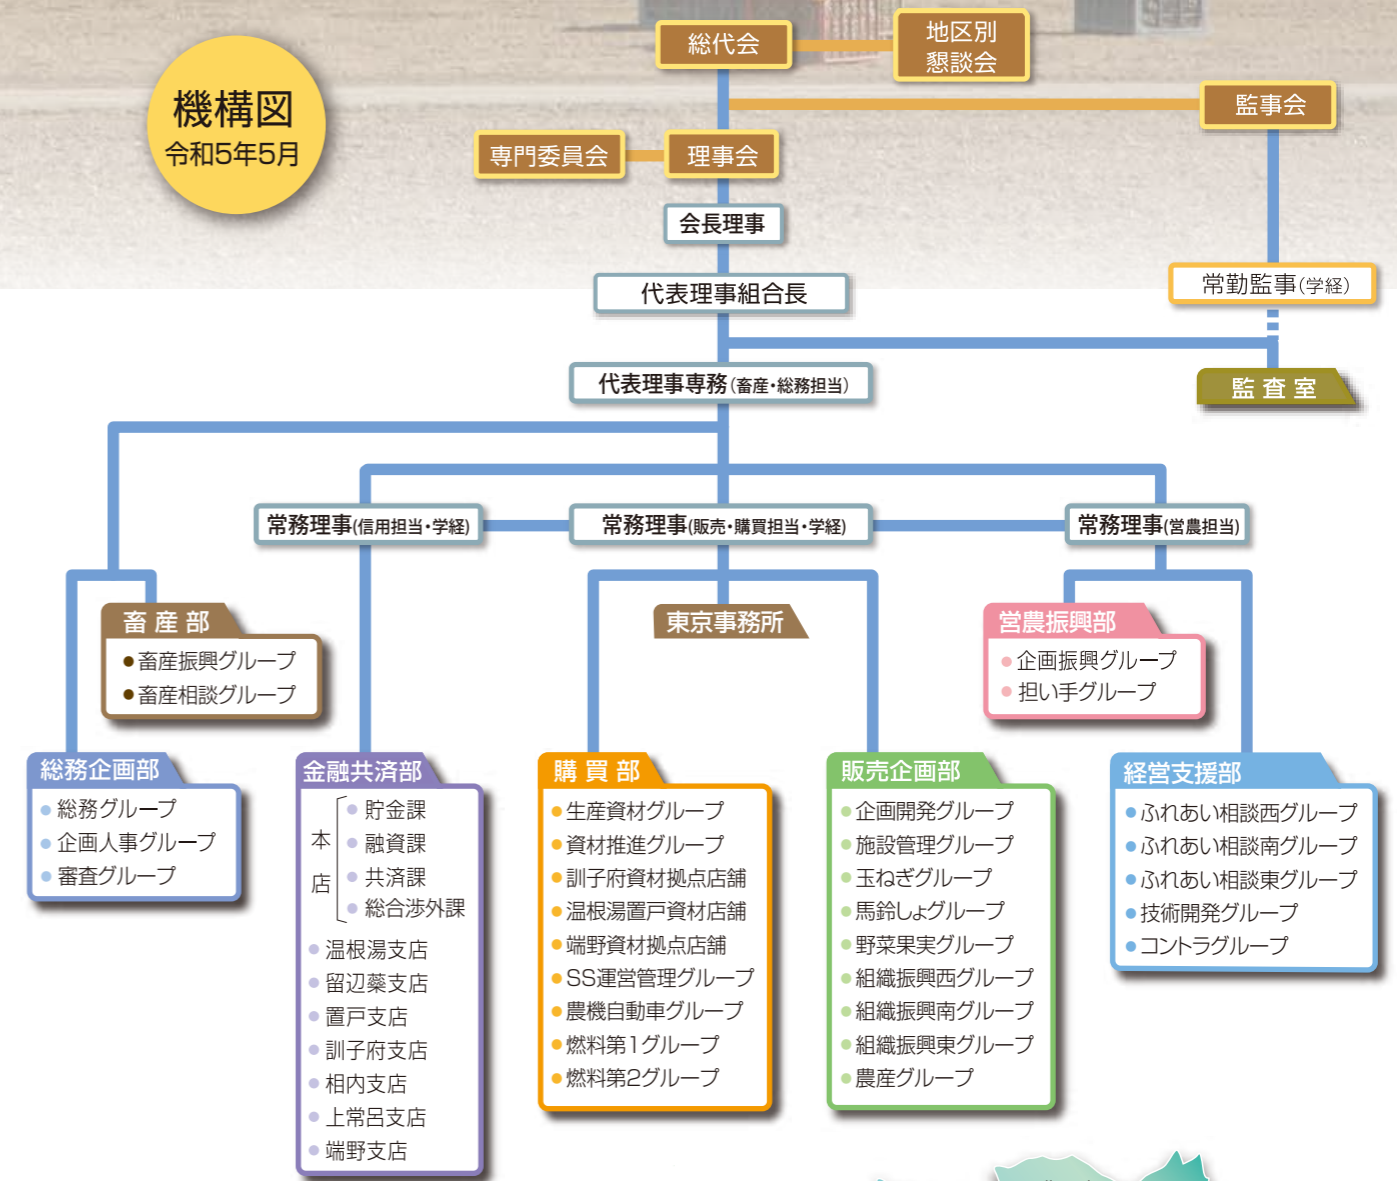 機構図
令和5年5月
総代会
地区別
懇談会
監事会
専門委員会
理事会
会長理事
代表理事組合長
常勤監事(学経)
代表理事専務(畜産・総務担当)
監査室
常務理事(信用担当・学経)
常務理事(販売・購買担当・学経)
常務理事(営農担当)
畜産部
●畜産振興グループ
●畜産相談グループ
東京事務所
営農振興部
●企画振興グループ
●担い手グループ
総務企画部
●総務グループ
●企画人事グループ
●審査グループ
金融共済部
本店
●貯金課
●融資課
●共済課
●総合渉外課
●温根湯支店
●留辺蘂支店
●置戸支店
●訓子府支店
●相内支店
●上常呂支店
●端野支店
購買部
●生産資材グループ
●資材推進グループ
●訓子府資材拠点店舗
●温根湯置戸資材店舗
●端野資材拠点店舗
●SS運営管理グループ
●農機自動車グループ
●燃料第1グループ
●燃料第2グループ
販売企画部
●企画開発グループ
●施設管理グループ
●玉ねぎグループ
●馬鈴しょグループ
●野菜果実グループ
●組織振興西グループ
●組織振興南グループ
●組織振興東グループ
●農産グループ
経営支援部
●ふれあい相談西グループ
●ふれあい相談南グループ
●ふれあい相談東グループ
●技術開発グループ
●コントラグループ